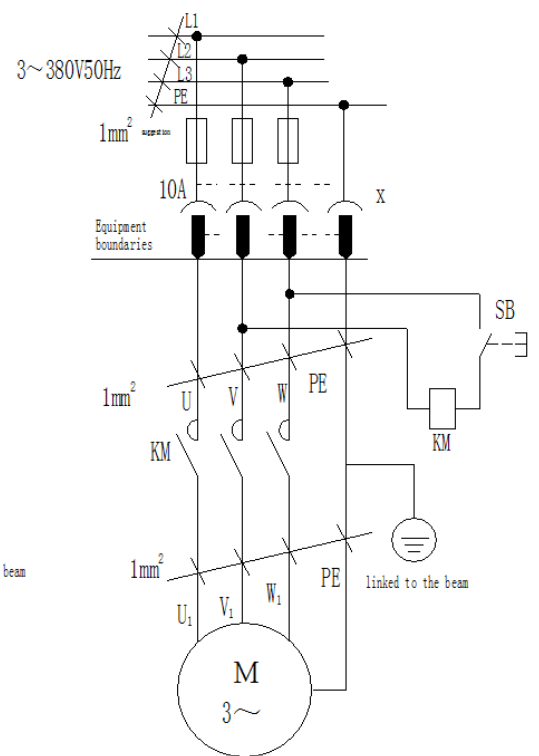 L1
L2
3～380V50Hz
L3
PE
1mm²
suggestion
10A
X
Equipment
boundaries
SB
PE
1mm²
U
V
W
KM
KM
beam
1mm²
PE
linked to the beam
U₁
V₁
W₁
M
3～